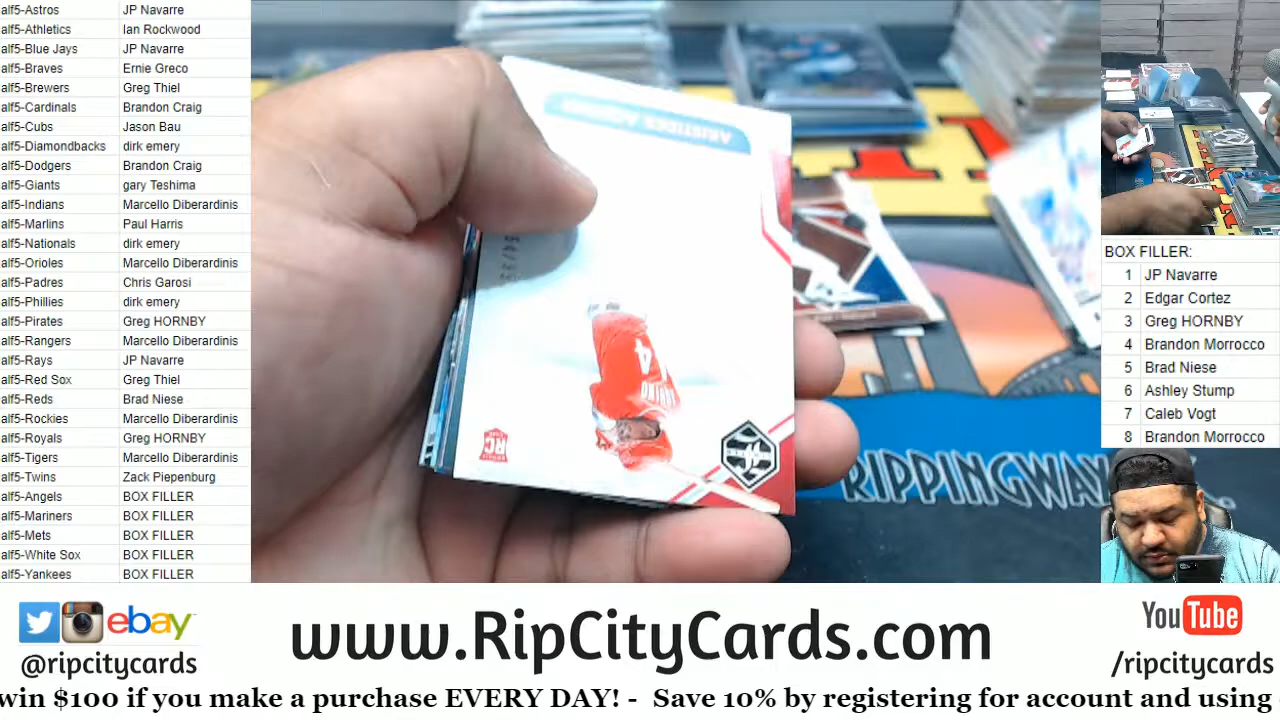 alf5-Astros JP Navarre
alf5-Athletics Ian Rockwood
alf5-Blue Jays JP Navarre
alf5-Braves Ernie Greco
alf5-Brewers Greg Thiel
alf5-Cardinals Brandon Craig
alf5-Cubs Jason Bau
alf5-Diamondbacks dirk emery
alf5-Dodgers Brandon Craig
alf5-Giants gary Teshima
alf5-Indians Marcello Diberardinis
alf5-Marlins Paul Harris
alf5-Nationals dirk emery
alf5-Orioles Marcello Diberardinis
alf5-Padres Chris Garosi
alf5-Phillies dirk emery
alf5-Pirates Greg HORNBY
alf5-Rangers Marcello Diberardinis
alf5-Rays JP Navarre
alf5-Red Sox Greg Thiel
alf5-Reds Brad Niese
alf5-Rockies Marcello Diberardinis
alf5-Royals Greg HORNBY
alf5-Tigers Marcello Diberardinis
alf5-Twins Zack Piepenburg
alf5-Angels BOX FILLER
alf5-Mariners BOX FILLER
alf5-Mets BOX FILLER
alf5-White Sox BOX FILLER
alf5-Yankees BOX FILLER
ARISTIDES
RC
RIPPINGWAX
BOX FILLER:
1 JP Navarre
2 Edgar Cortez
3 Greg HORNBY
4 Brandon Morrocco
5 Brad Niese
6 Ashley Stump
7 Caleb Vogt
8 Brandon Morrocco
ebay
@ripcitycards
www.RipCityCards.com
YouTube
/ripcitycards
win $100 if you make a purchase EVERY DAY! - Save 10% by registering for account and using